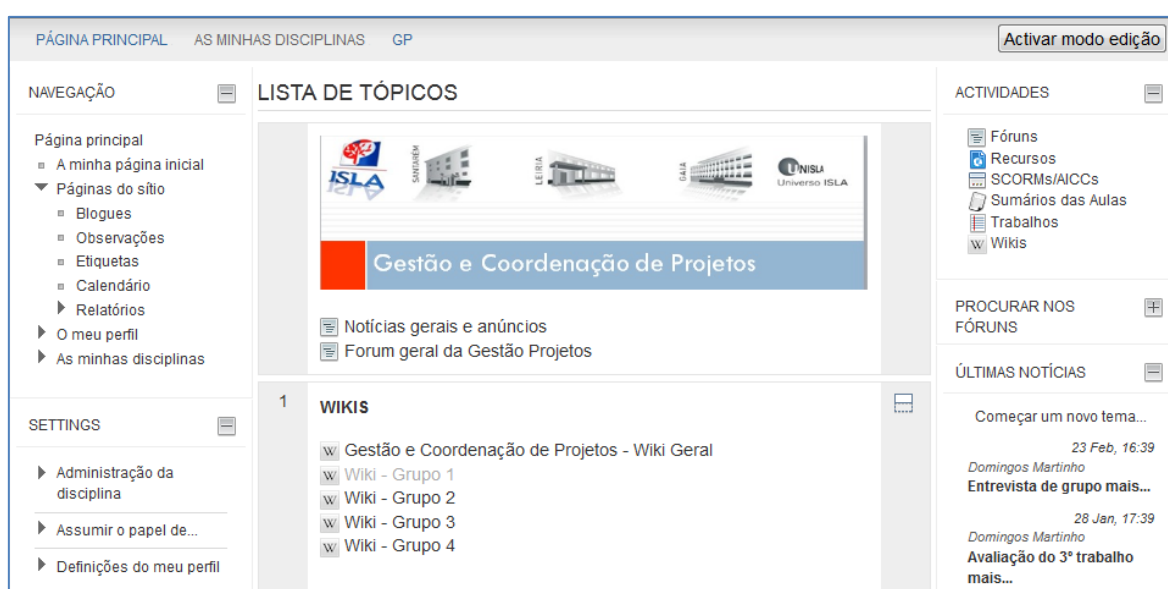 PÁGINA PRINCIPAL AS MINHAS DISCIPLINAS GP
Activar modo edição
NAVEGAÇÃO
Página principal
A minha página inicial
Páginas do sítio
Blogues
Observações
Etiquetas
Calendário
Relatórios
O meu perfil
As minhas disciplinas
SETTINGS
Administração da
disciplina
Assumir o papel de...
Definições do meu perfil
LISTA DE TÓPICOS
ISLA
SANTARÉM
LEIRIA
GAIA
UNISLA
Universo ISLA
Gestão e Coordenação de Projetos
Notícias gerais e anúncios
Forum geral da Gestão Projetos
1
WIKIS
W Gestão e Coordenação de Projetos - Wiki Geral
W Wiki - Grupo 1
W Wiki - Grupo 2
W Wiki - Grupo 3
W Wiki - Grupo 4
ACTIVIDADES
Fóruns
Recursos
SCORMs/AICCs
Sumários das Aulas
Trabalhos
W Wikis
PROCURAR NOS
FÓRUNS
ÚLTIMAS NOTÍCIAS
Começar um novo tema...
23 Feb, 16:39
Domingos Martinho
Entrevista de grupo mais...
28 Jan, 17:39
Domingos Martinho
Avaliação do 3º trabalho
mais...